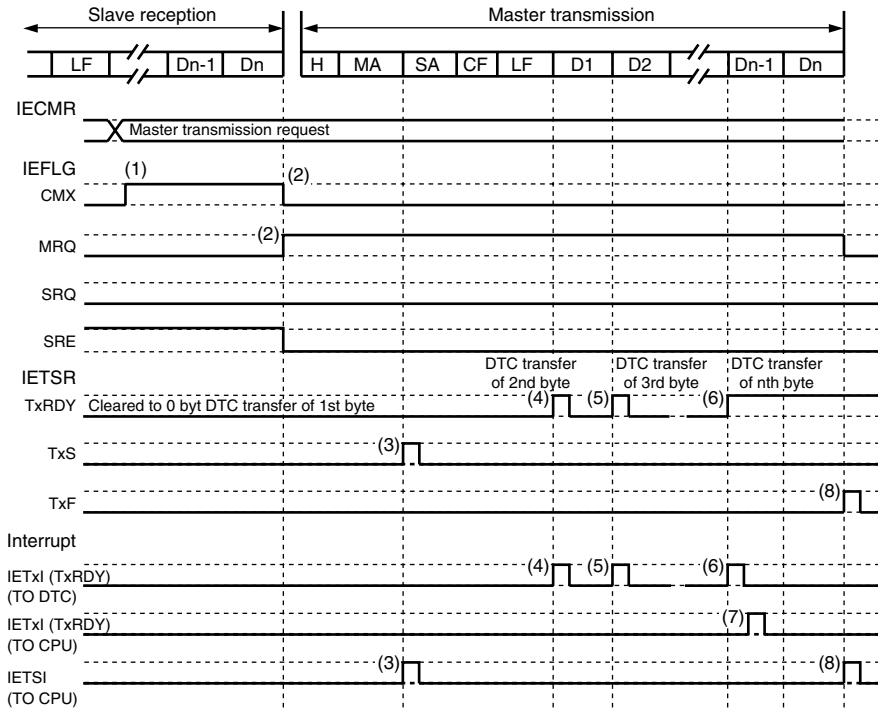 Slave reception Master transmission
LF Dn-1 Dn H MA SA CF LF D1 D2 Dn-1 Dn
IECMR
Master transmission request
IEFLG
(1) (2)
CMX
(2)
MRQ
SRQ
SRE
DTC transfer of 2nd byte
DTC transfer of 3rd byte
DTC transfer of nth byte
IETSR
TxRDY Cleared to 0 byt DTC transfer of 1st byte (4) (5) (6)
(3)
TxS
(8)
TxF
Interrupt
(4) (5) (6)
IETxI (TxRDY)
(TO DTC)
(7)
IETxI (TxRDY)
(TO CPU)
(3) (8)
IETSI
(TO CPU)